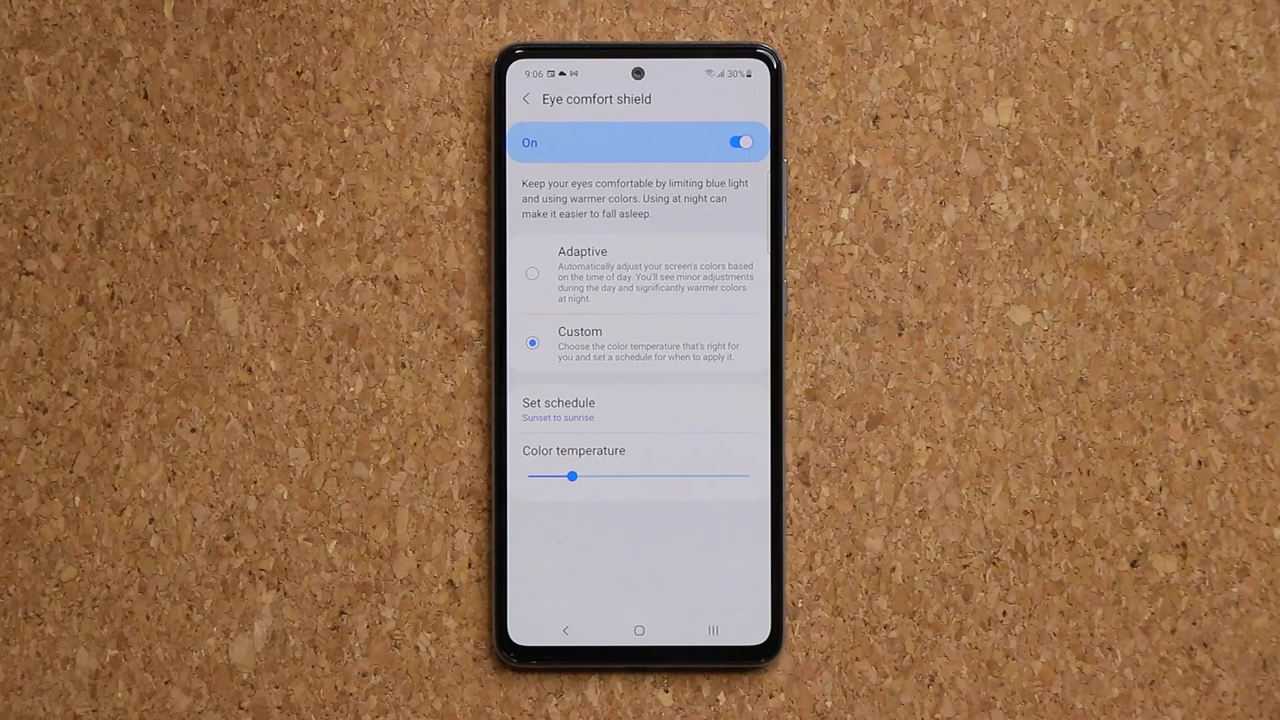 9:06 30%
Eye comfort shield
On
Keep your eyes comfortable by limiting blue light
and using warmer colors. Using at night can
make it easier to fall asleep.
Adaptive
Automatically adjust your screen's colors based
on the time of day. You'll see minor adjustments
during the day and significantly warmer colors
at night.
Custom
Choose the color temperature that's right for
you and set a schedule for when to apply it.
Set schedule
Sunset to sunrise
Color temperature